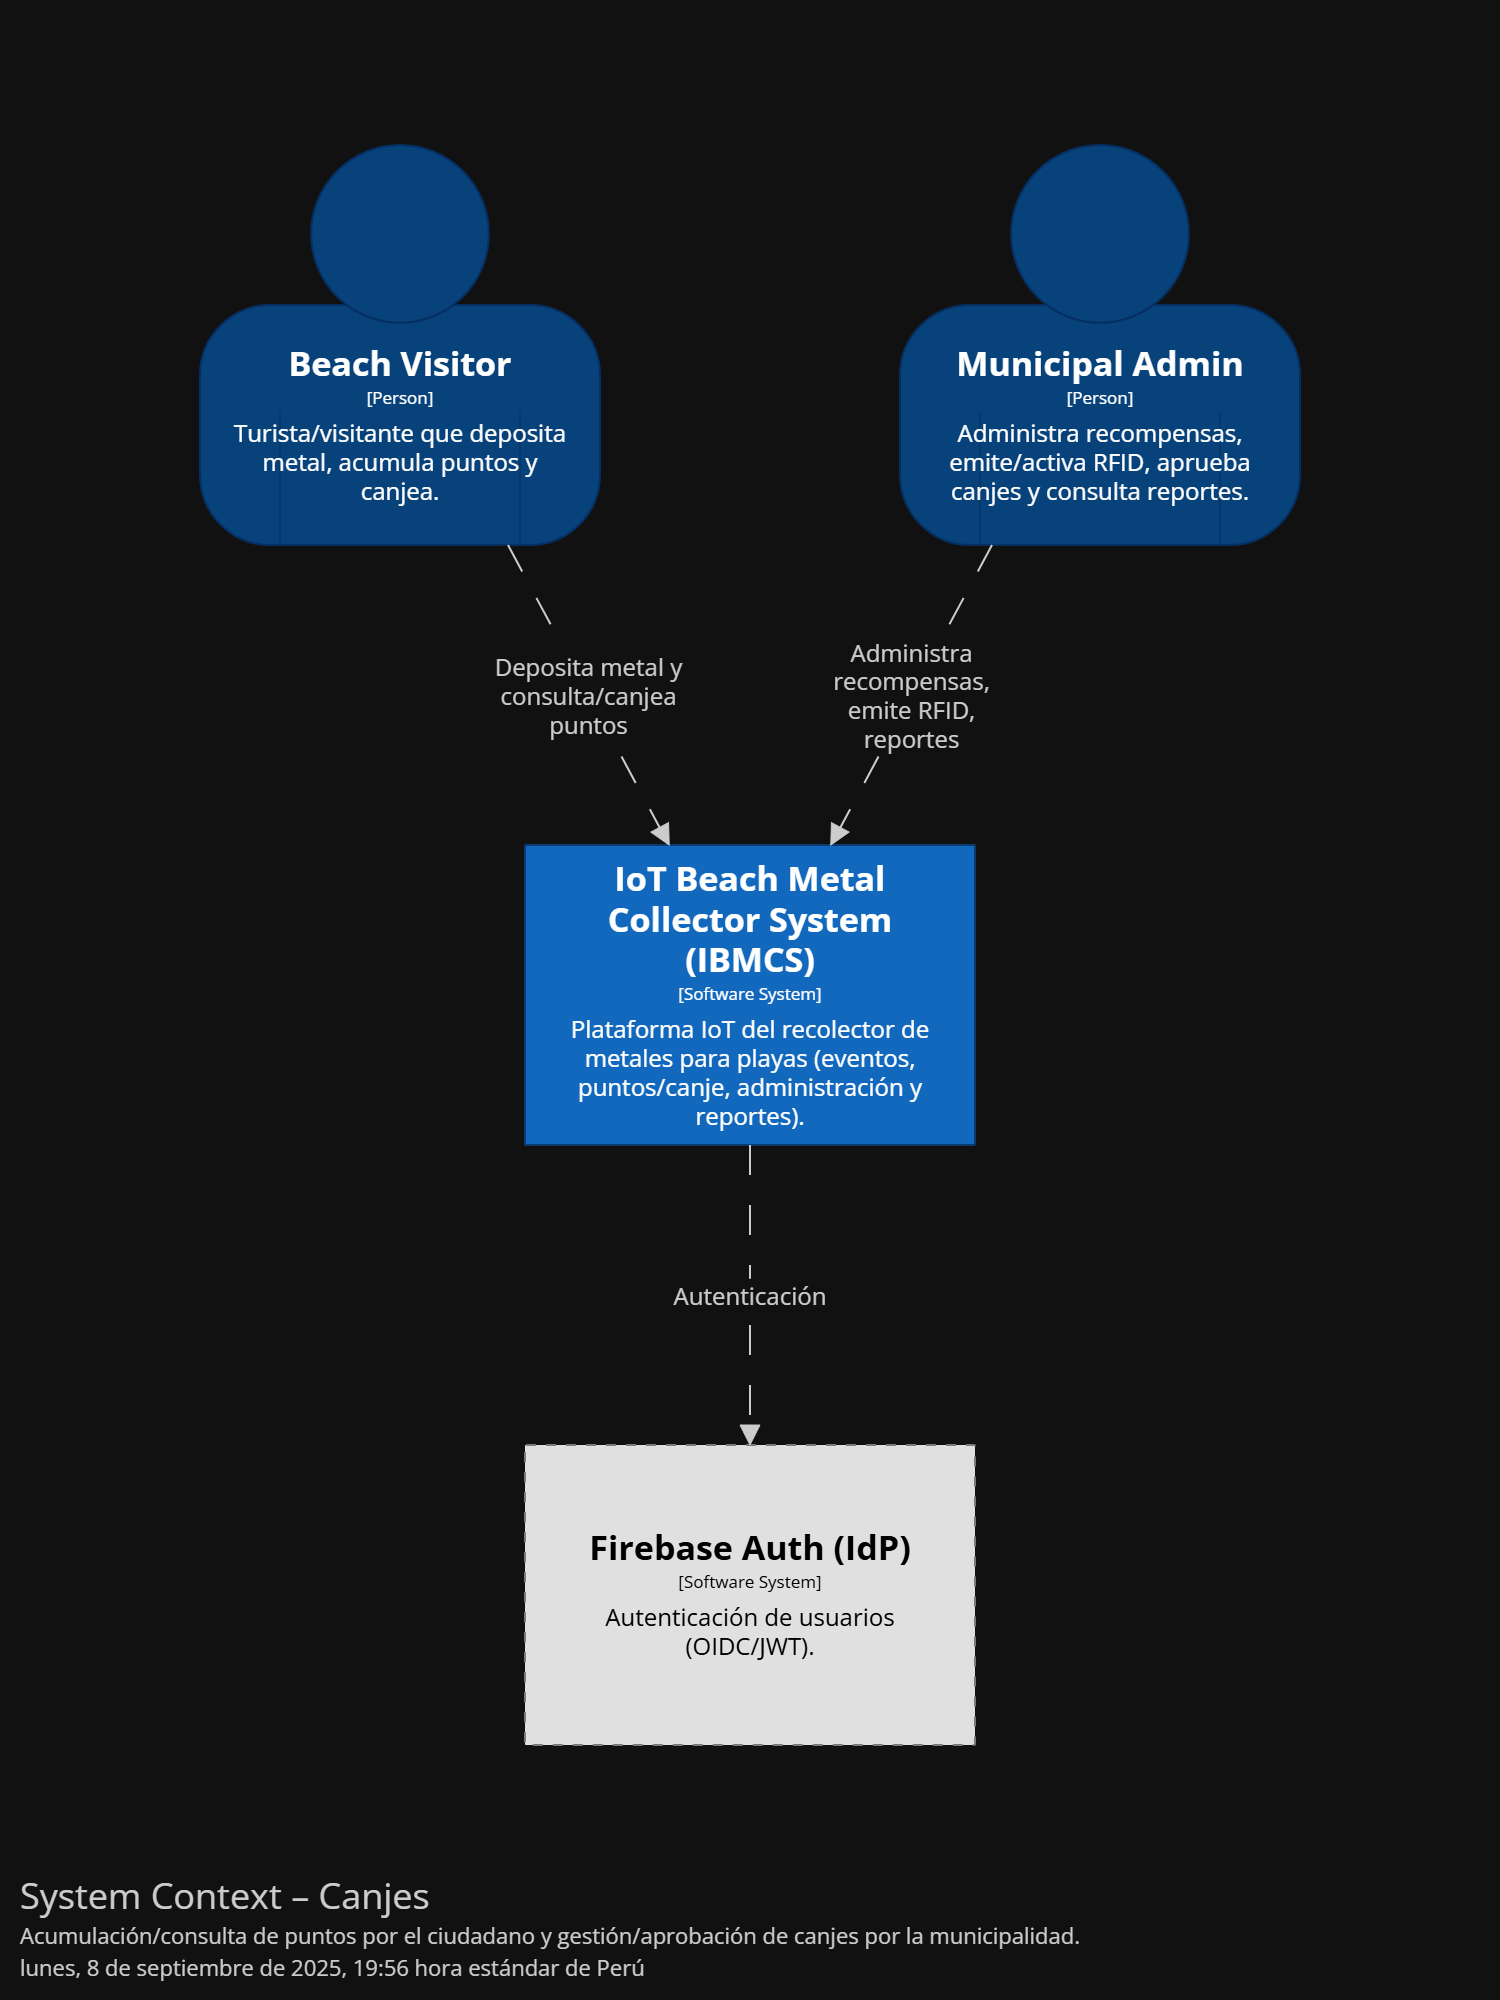 Beach Visitor
[Person]
Turista/visitante que deposita
metal, acumula puntos y
canjea.
Municipal Admin
[Person]
Administra recompensas,
emite/activa RFID, aprueba
canjes y consulta reportes.
Deposita metal y
consulta/canjea
puntos
Administra
recompensas,
emite RFID,
reportes
IoT Beach Metal
Collector System
(IBMCS)
[Software System]
Plataforma IoT del recolector de
metales para playas (eventos,
puntos/canje, administración y
reportes).
Autenticación
Firebase Auth (IdP)
[Software System]
Autenticación de usuarios
(OIDC/JWT).
System Context – Canjes
Acumulación/consulta de puntos por el ciudadano y gestión/aprobación de canjes por la municipalidad.
lunes, 8 de septiembre de 2025, 19:56 hora estándar de Perú